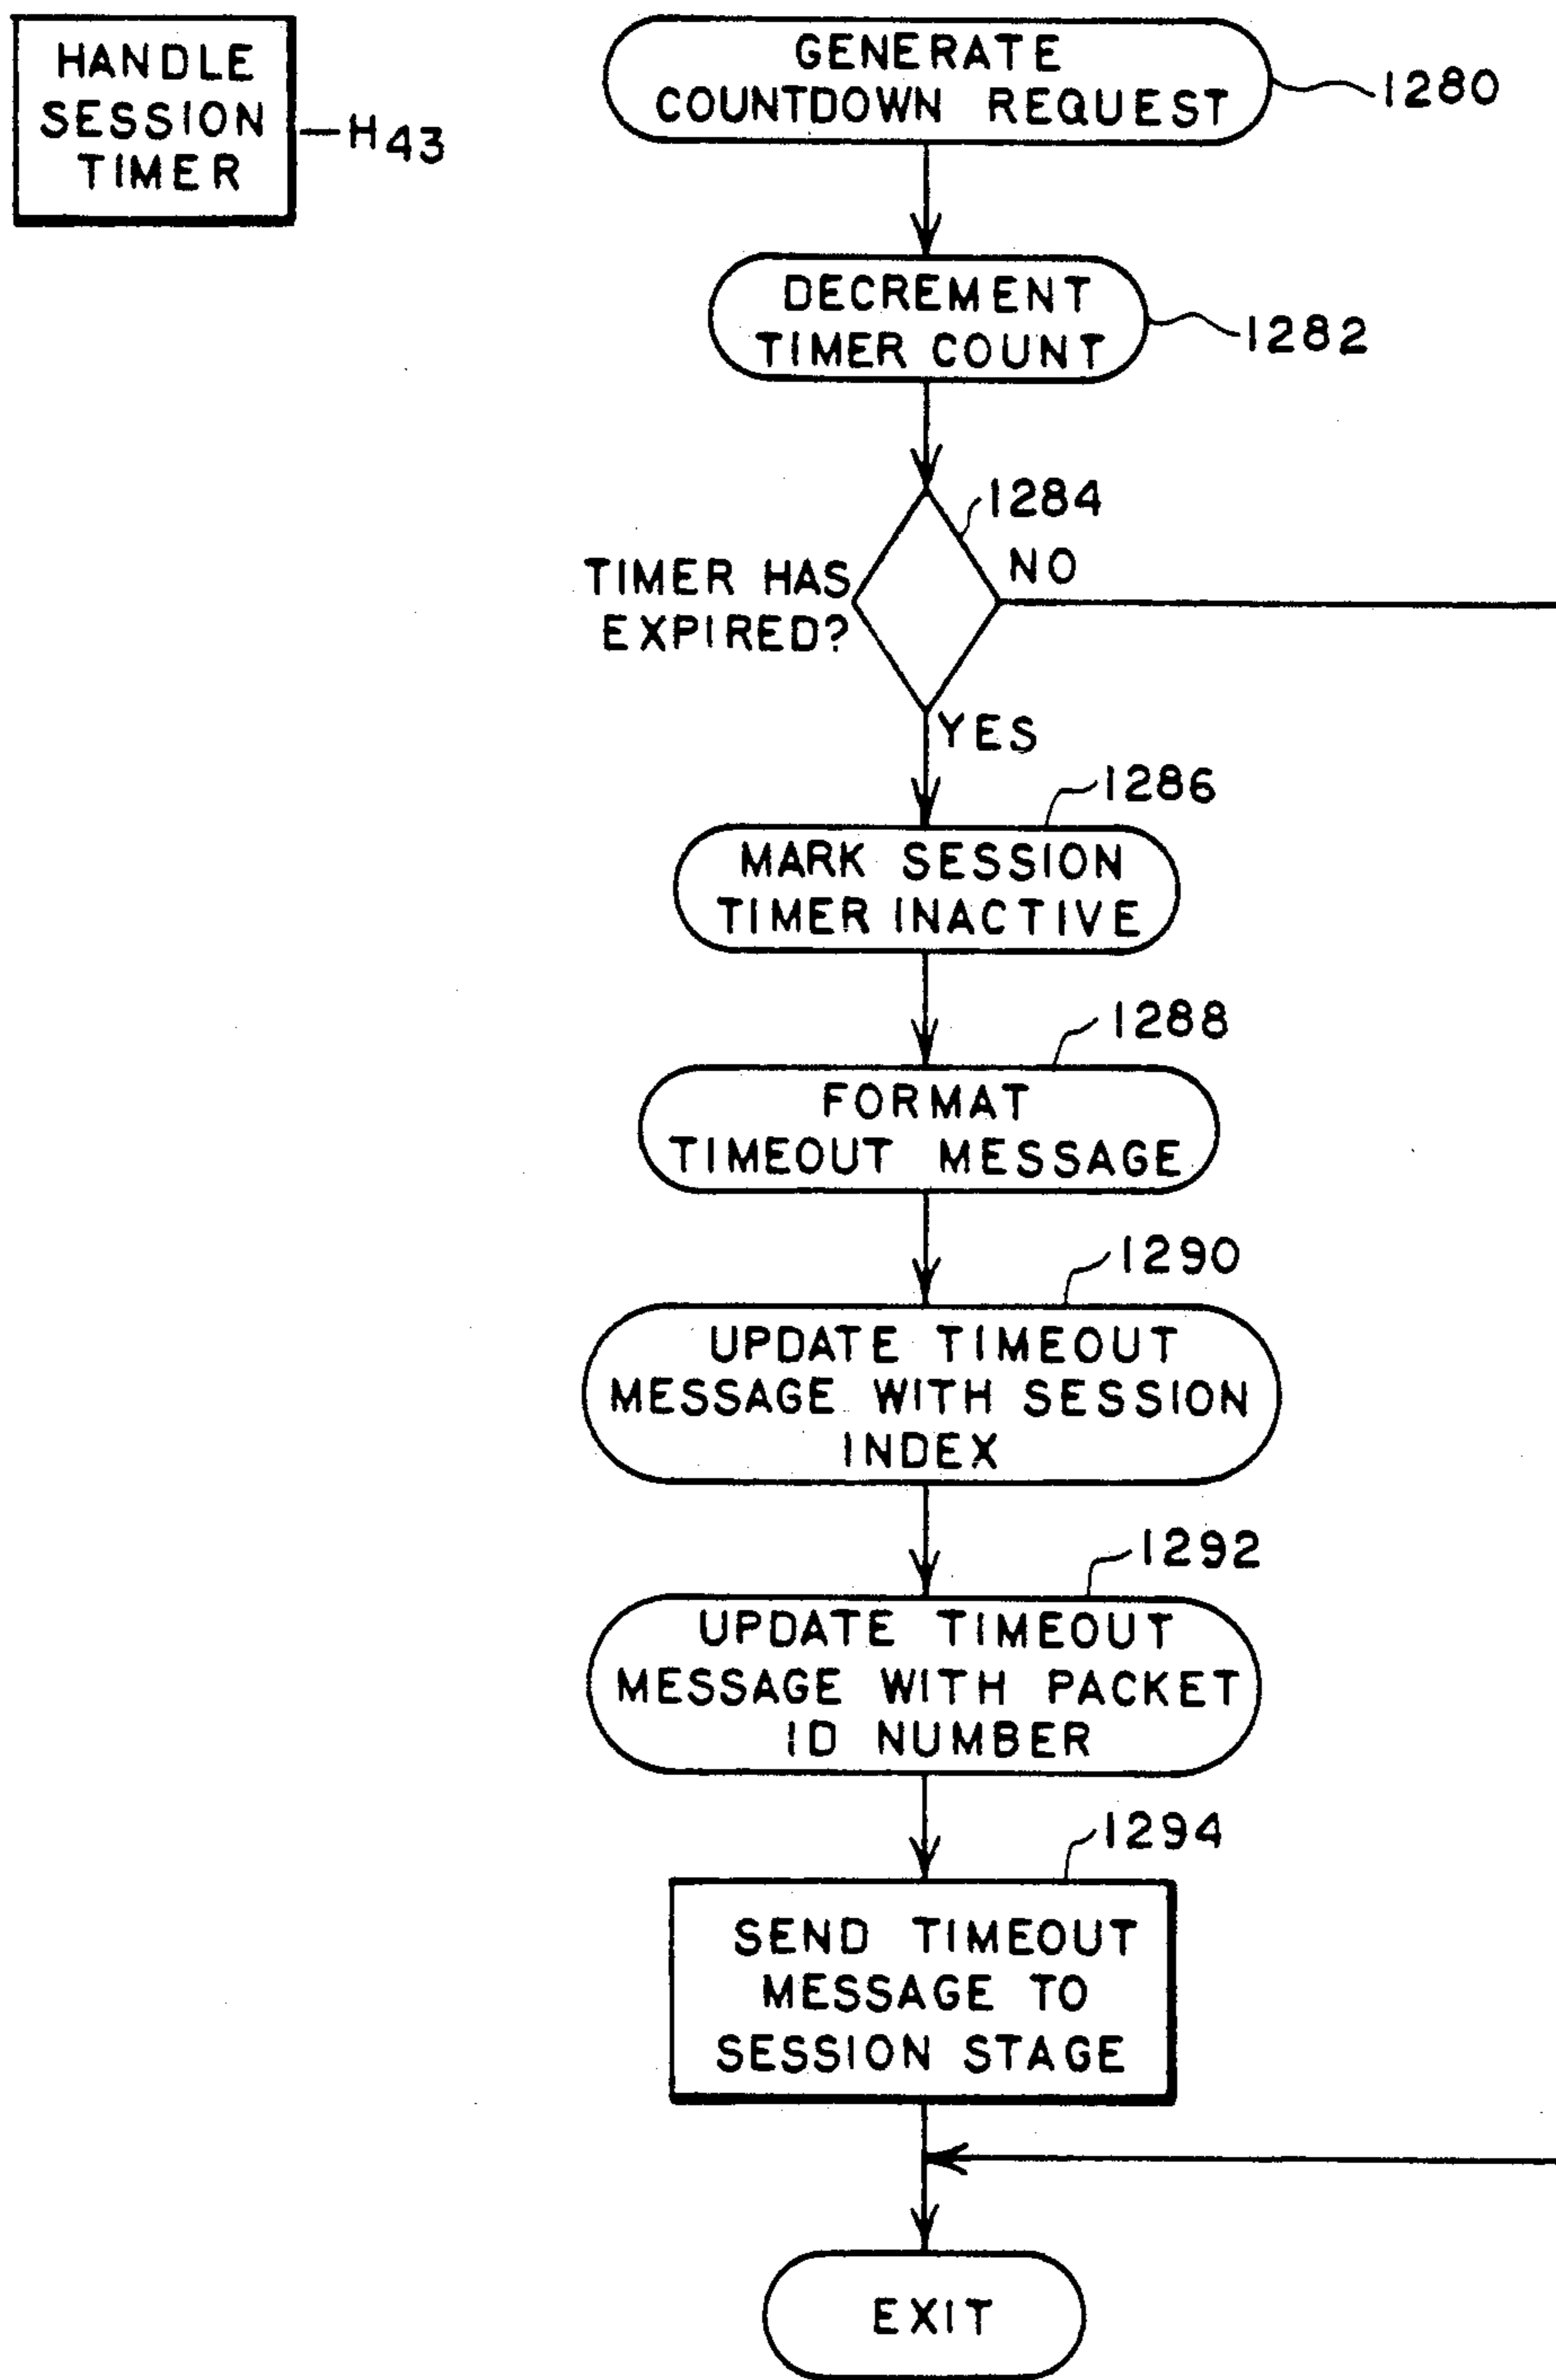 HANDLE
SESSION
TIMER
H43
GENERATE
COUNTDOWN REQUEST
1280
DECREMENT
TIMER COUNT
1282
1284
TIMER HAS
EXPIRED?
NO
YES
1286
MARK SESSION
TIMER INACTIVE
1288
FORMAT
TIMEOUT MESSAGE
1290
UPDATE TIMEOUT
MESSAGE WITH SESSION
INDEX
1292
UPDATE TIMEOUT
MESSAGE WITH PACKET
ID NUMBER
1294
SEND TIMEOUT
MESSAGE TO
SESSION STAGE
EXIT